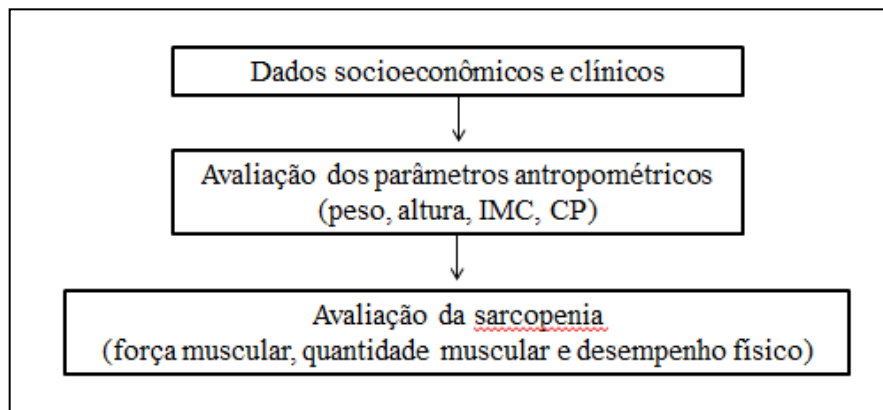 Dados socioeconômicos e clínicos
Avaliação dos parâmetros antropométricos
(peso, altura, IMC, CP)
Avaliação da sarcopenia
(força muscular, quantidade muscular e desempenho físico)